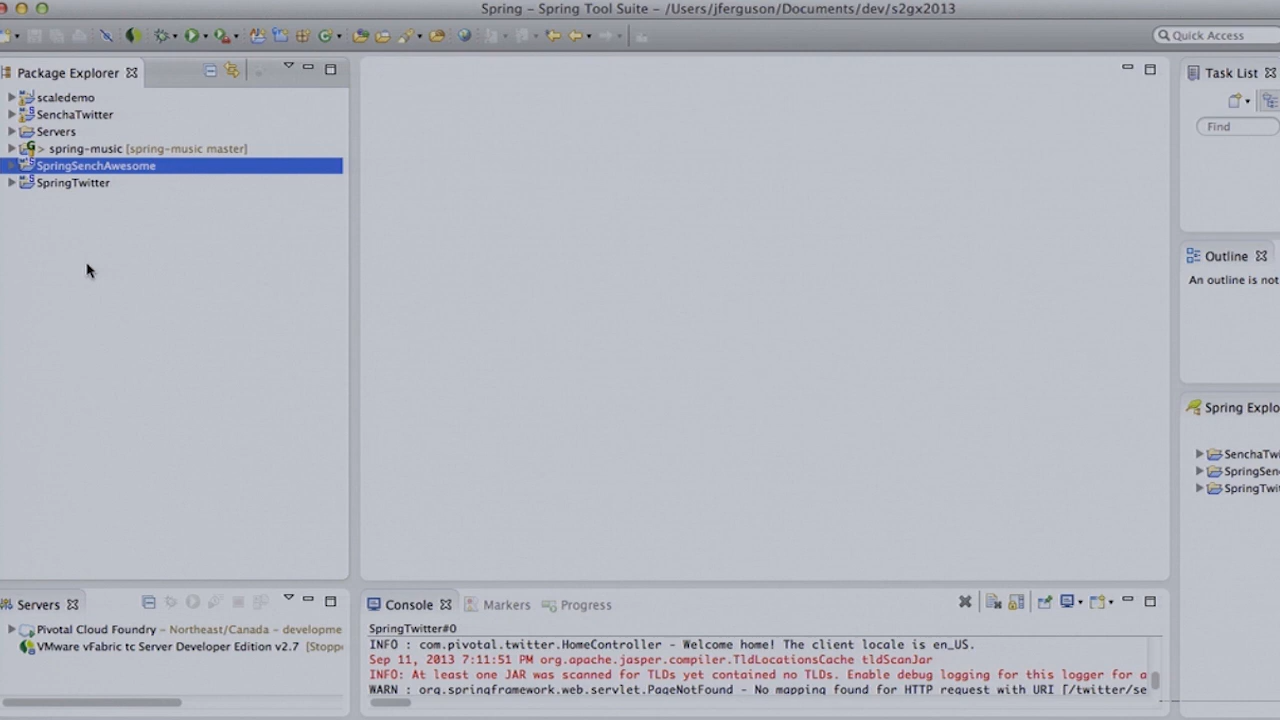 Spring – Spring Tool Suite – /Users/jferguson/Documents/dev/s2gx2013
Quick Access
Package Explorer
scaledemo
SenchaTwitter
Servers
> spring-music [spring-music master]
SpringSenchAwesome
SpringTwitter
Task List
Find
Outline
An outline is not
Spring Explo
SenchaTwi
SpringSen
SpringTwit
Servers
Pivotal Cloud Foundry – Northeast/Canada – developme
VMware vFabric tc Server Developer Edition v2.7 [Stopp
Console
Markers
Progress
SpringTwitter#0
INFO : com.pivotal.twitter.HomeController - Welcome home! The client locale is en_US.
Sep 11, 2013 7:11:51 PM org.apache.jasper.compiler.TldLocationsCache tldScanJar
INFO: At least one JAR was scanned for TLDs yet contained no TLDs. Enable debug logging for this logger for a
WARN : org.springframework.web.servlet.PageNotFound - No mapping found for HTTP request with URI [/twitter/se